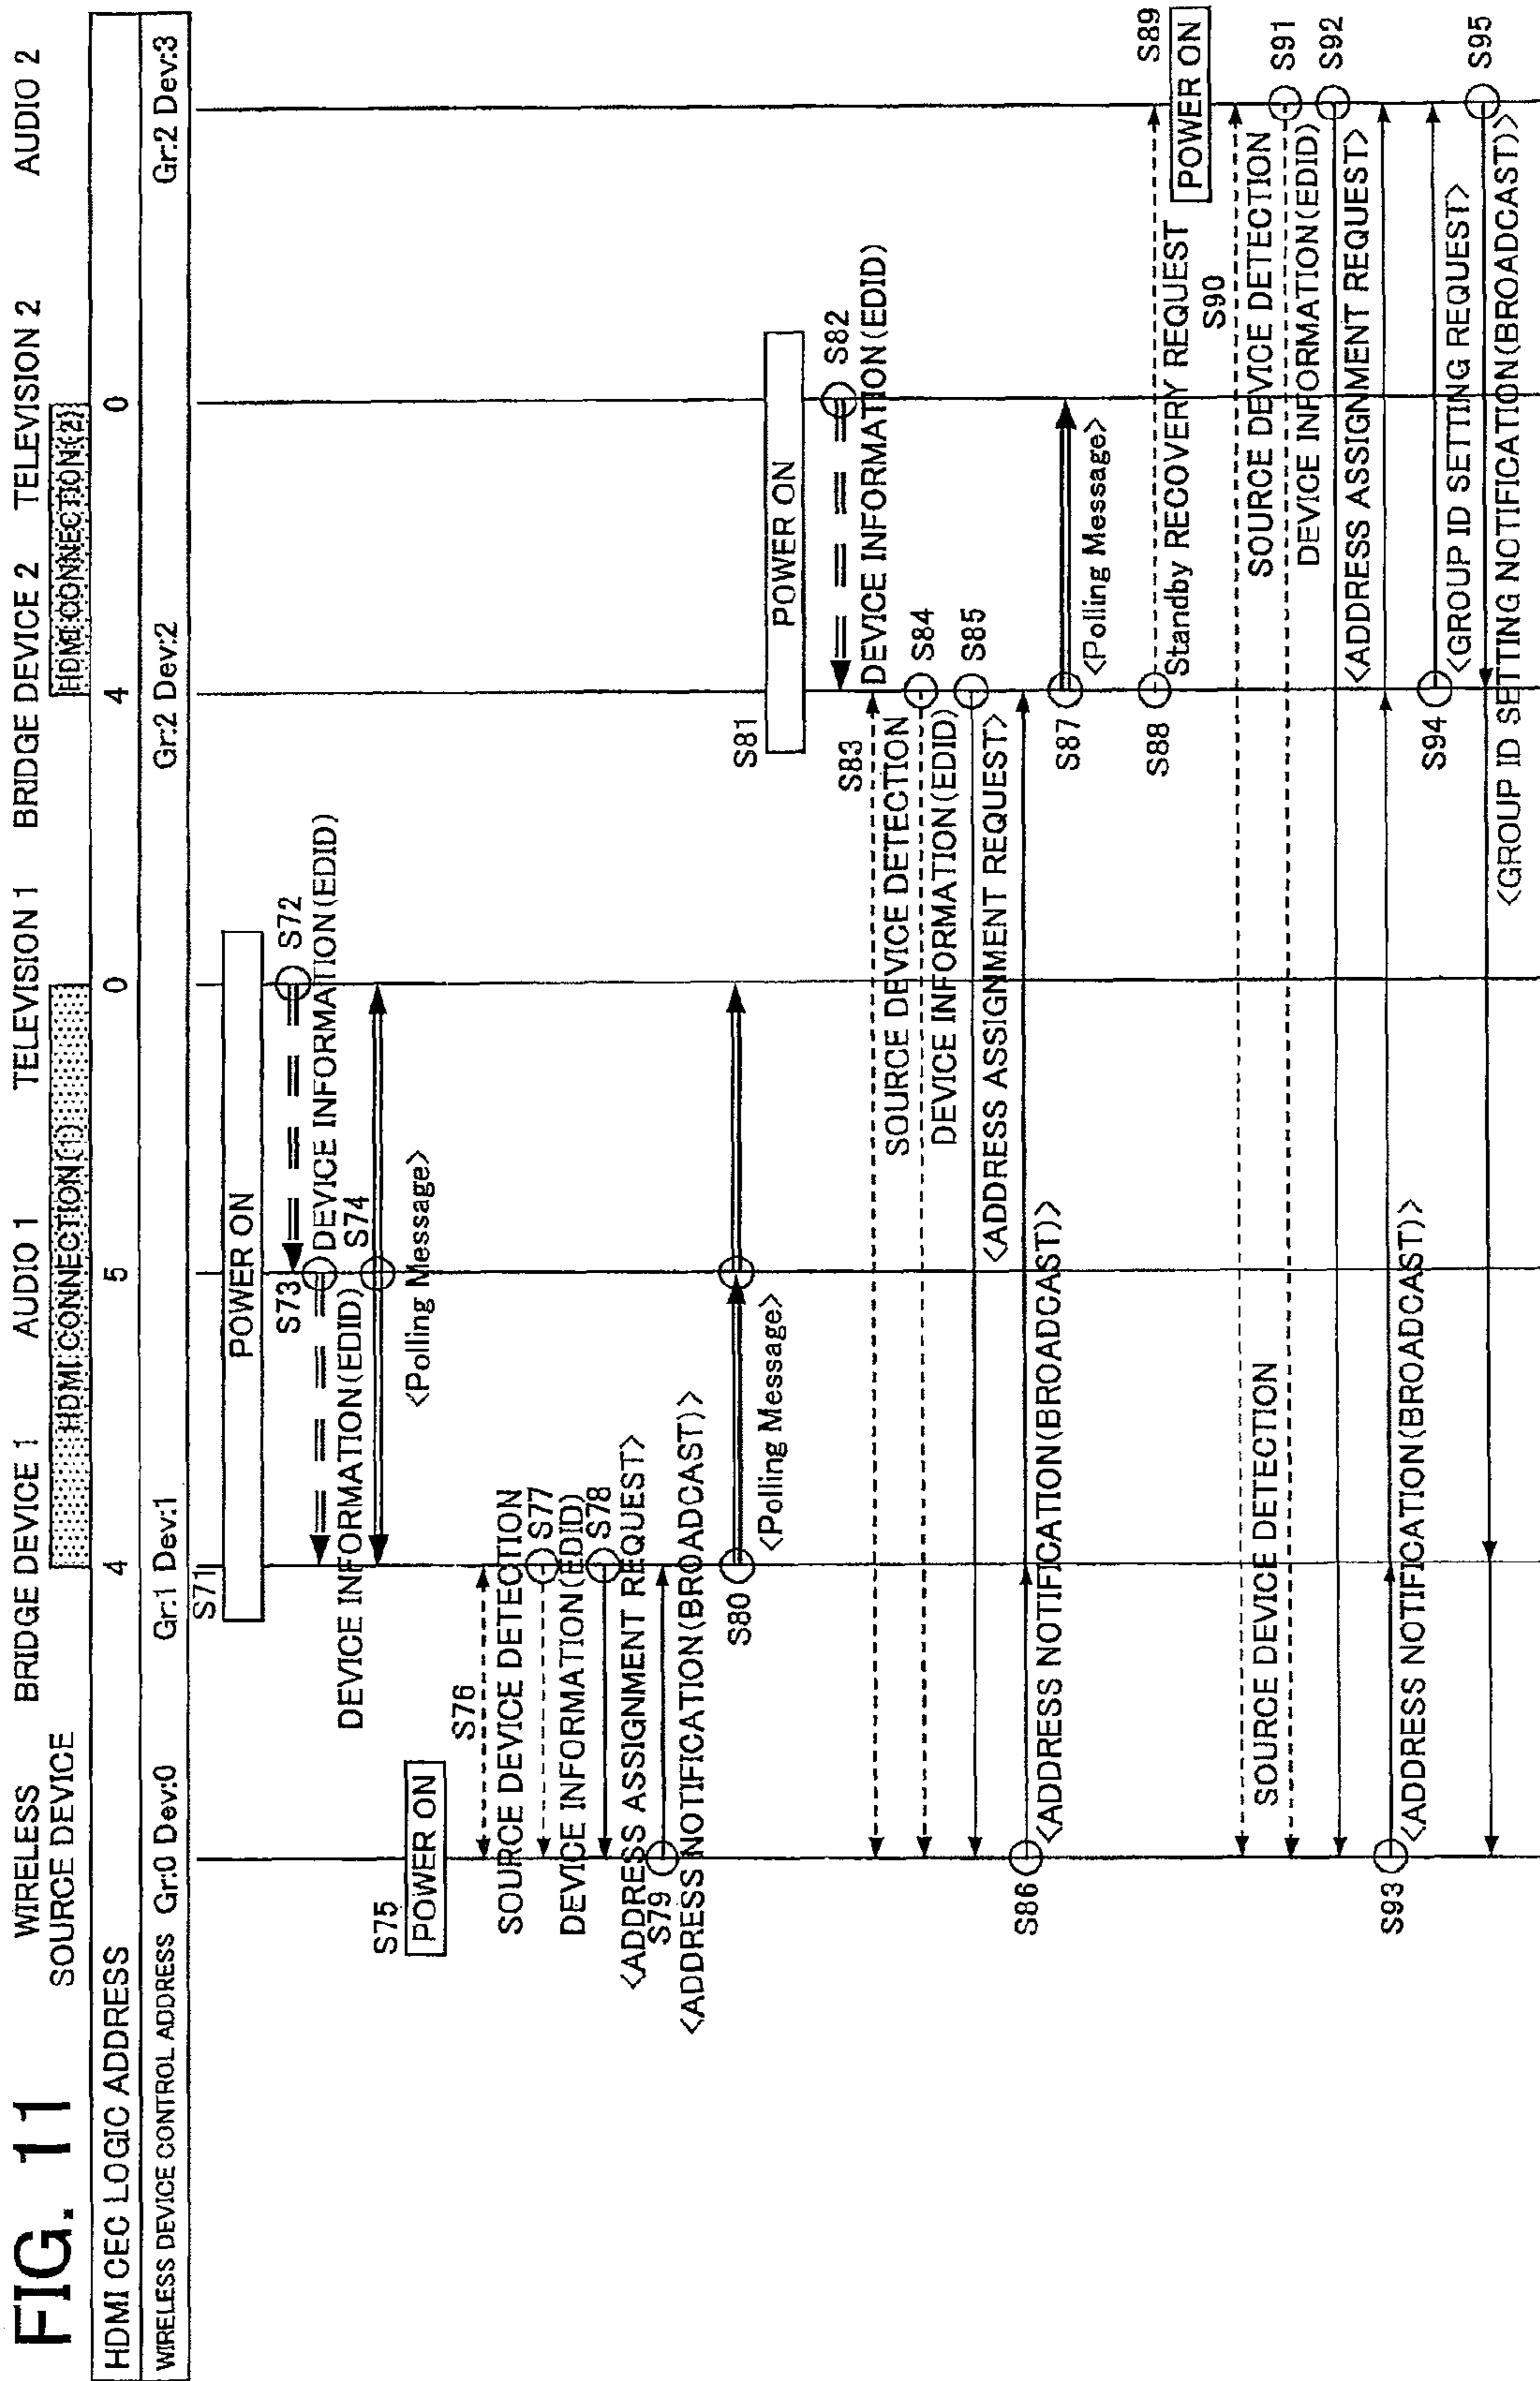 FIG. 11
WIRELESS SOURCE DEVICE
BRIDGE DEVICE 1
AUDIO 1
TELEVISION 1
BRIDGE DEVICE 2
TELEVISION 2
AUDIO 2
HDMI CONNECTION(1)
HDMI CONNECTION(2)
HDMI CEC LOGIC ADDRESS
4
5
0
4
0
WIRELESS DEVICE CONTROL ADDRESS
Gr:0 Dev:0
Gr:1 Dev:1
Gr:2 Dev:2
Gr:2 Dev:3
S71
POWER ON
S72
DEVICE INFORMATION(EDID)
S73
DEVICE INFORMATION(EDID)
S74
<Polling Message>
S75
POWER ON
S76
SOURCE DEVICE DETECTION
S77
DEVICE INFORMATION(EDID)
S78
<ADDRESS ASSIGNMENT REQUEST>
S79
<ADDRESS NOTIFICATION(BROADCAST)>
S80
<Polling Message>
S81
POWER ON
S82
DEVICE INFORMATION(EDID)
S83
SOURCE DEVICE DETECTION
S84
DEVICE INFORMATION(EDID)
S85
<ADDRESS ASSIGNMENT REQUEST>
S86
<ADDRESS NOTIFICATION(BROADCAST)>
S87
<Polling Message>
S88
Standby RECOVERY REQUEST
S89
POWER ON
S90
SOURCE DEVICE DETECTION
SOURCE DEVICE DETECTION
S91
DEVICE INFORMATION(EDID)
S92
<ADDRESS ASSIGNMENT REQUEST>
S93
<ADDRESS NOTIFICATION(BROADCAST)>
S94
<GROUP ID SETTING REQUEST>
S95
<GROUP ID SETTING NOTIFICATION(BROADCAST)>